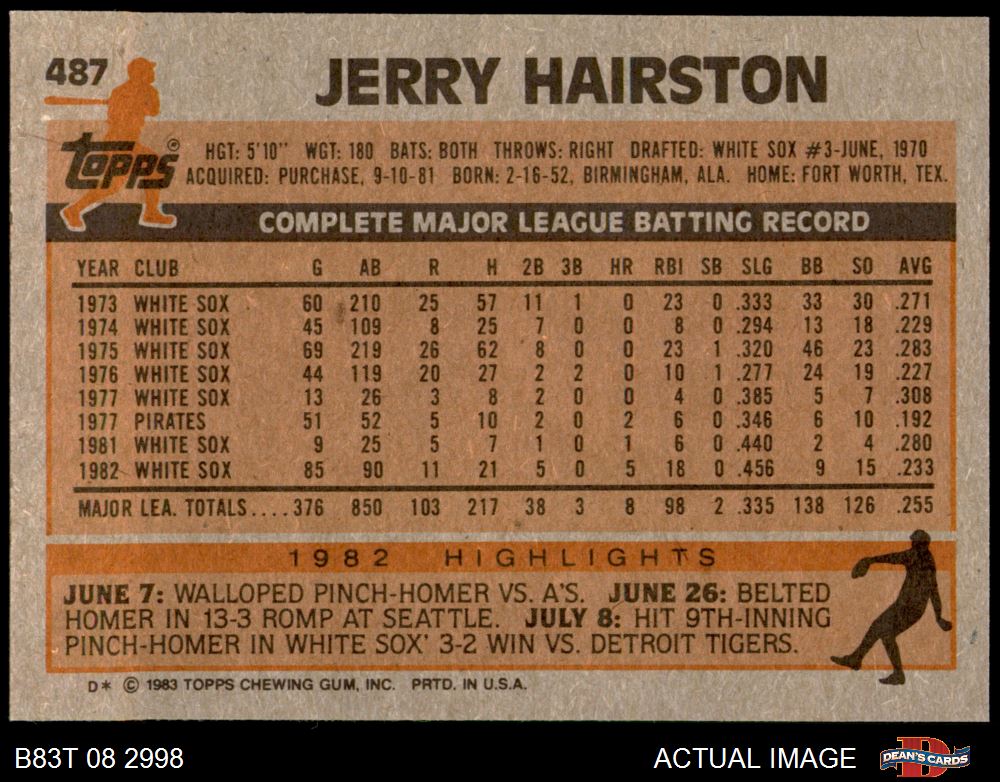 487
JERRY HAIRSTON
topps®
HGT: 5'10" WGT: 180 BATS: BOTH THROWS: RIGHT DRAFTED: WHITE SOX #3-JUNE, 1970
ACQUIRED: PURCHASE, 9-10-81 BORN: 2-16-52, BIRMINGHAM, ALA. HOME: FORT WORTH, TEX.
COMPLETE MAJOR LEAGUE BATTING RECORD
YEAR CLUB G AB R H 2B 3B HR RBI SB SLG BB SO AVG
1973 WHITE SOX 60 210 25 57 11 1 0 23 0 .333 33 30 .271
1974 WHITE SOX 45 109 8 25 7 0 0 8 0 .294 13 18 .229
1975 WHITE SOX 69 219 26 62 8 0 0 23 1 .320 46 23 .283
1976 WHITE SOX 44 119 20 27 2 2 0 10 1 .277 24 19 .227
1977 WHITE SOX 13 26 3 8 2 0 0 4 0 .385 5 7 .308
1977 PIRATES 51 52 5 10 2 0 2 6 0 .346 6 10 .192
1981 WHITE SOX 9 25 5 7 1 0 1 6 0 .440 2 4 .280
1982 WHITE SOX 85 90 11 21 5 0 5 18 0 .456 9 15 .233
MAJOR LEA. TOTALS....376 850 103 217 38 3 8 98 2 .335 138 126 .255
1982 HIGHLIGHTS
JUNE 7: WALLOPED PINCH-HOMER VS. A'S. JUNE 26: BELTED
HOMER IN 13-3 ROMP AT SEATTLE. JULY 8: HIT 9TH-INNING
PINCH-HOMER IN WHITE SOX' 3-2 WIN VS. DETROIT TIGERS.
D* © 1983 TOPPS CHEWING GUM, INC. PRTD. IN U.S.A.
B83T 08 2998 ACTUAL IMAGE DEAN'S CARDS